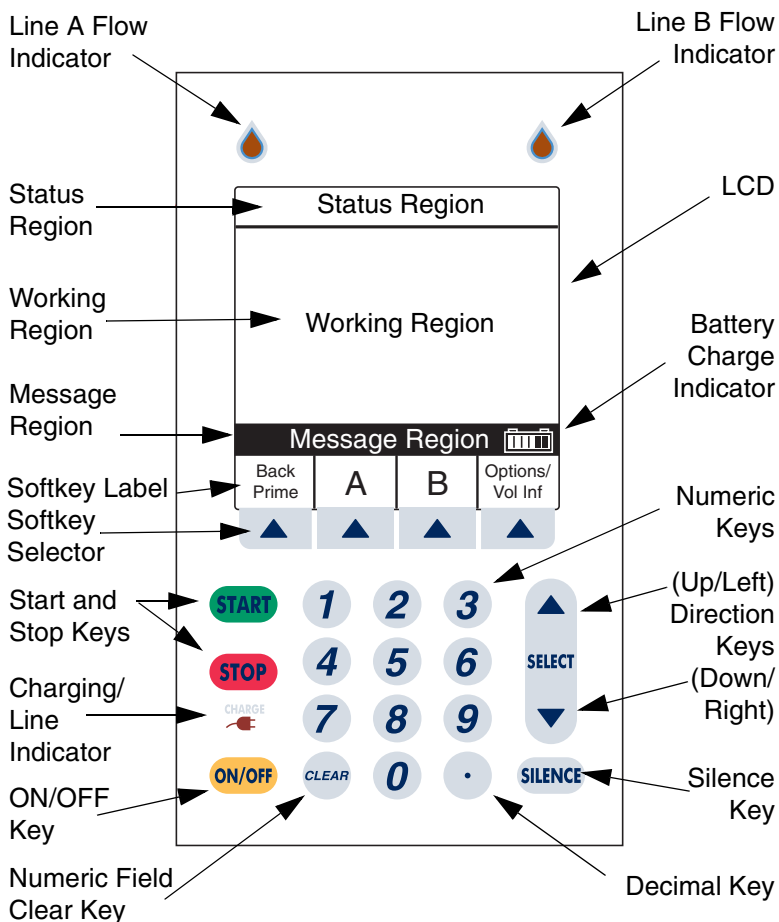 Line A Flow
Indicator
Line B Flow
Indicator
Status
Region
Status Region
LCD
Working
Region
Working Region
Battery
Charge
Indicator
Message
Region
Message Region
Softkey Label
Back
Prime
A
B
Options/
Vol Inf
Softkey
Selector
Numeric
Keys
Start and
Stop Keys
START
1
2
3
(Up/Left)
Direction
Keys
(Down/
Right)
STOP
4
5
6
SELECT
Charging/
Line
Indicator
CHARGE
7
8
9
ON/OFF
Key
ON/OFF
CLEAR
0
.
SILENCE
Silence
Key
Numeric Field
Clear Key
Decimal Key